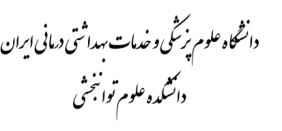 دانشگاه علوم پزشکی و خدمات بهداشتی درمانی ایران
دانشکده علوم توانبخشی